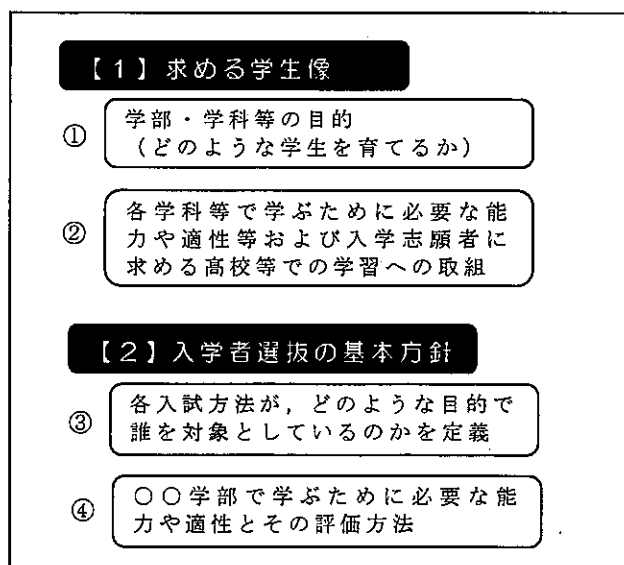 【1】求める学生像
① 学部・学科等の目的
(どのような学生を育てるか)
② 各学科等で学ぶために必要な能
力や適性等および入学志願者に
求める高校等での学習への取組
【2】入学者選抜の基本方針
③ 各入試方法が,どのような目的で
誰を対象としているのかを定義
④ ○○学部で学ぶために必要な能
力や適性とその評価方法